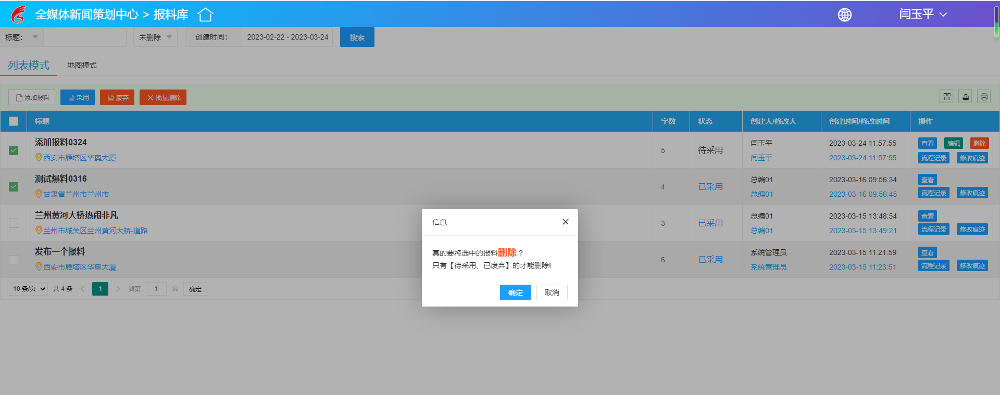 全媒体新闻策划中心 > 报料库
闫玉平
标题：
未删除
创建时间：
2023-02-22 - 2023-03-24
搜索
列表模式
地图模式
添加报料
采用
废弃
批量删除
标题 字数 状态 创建人/修改人 创建时间/修改时间 操作
添加报料0324
西安市雁塔区华奥大厦
5
待采用
闫玉平
闫玉平
2023-03-24 11:57:55
2023-03-24 11:57:55
查看 编辑 删除
流程记录 修改痕迹
测试爆料0316
甘肃省兰州市兰州市
4
已采用
总编01
总编01
2023-03-16 09:56:34
2023-03-16 09:56:45
查看
流程记录 修改痕迹
兰州黄河大桥热闹非凡
兰州市城关区兰州黄河大桥-道路
3
已采用
总编01
总编01
2023-03-15 13:48:54
2023-03-15 13:49:21
查看
流程记录 修改痕迹
发布一个报料
西安市雁塔区华奥大厦
6
已采用
系统管理员
系统管理员
2023-03-15 11:21:59
2023-03-15 11:23:51
查看
流程记录 修改痕迹
10 条/页 共 4 条 1 到第 1 页 确定
信息
真的要将选中的报料删除？
只有【待采用、已废弃】的才能删除!
确定 取消